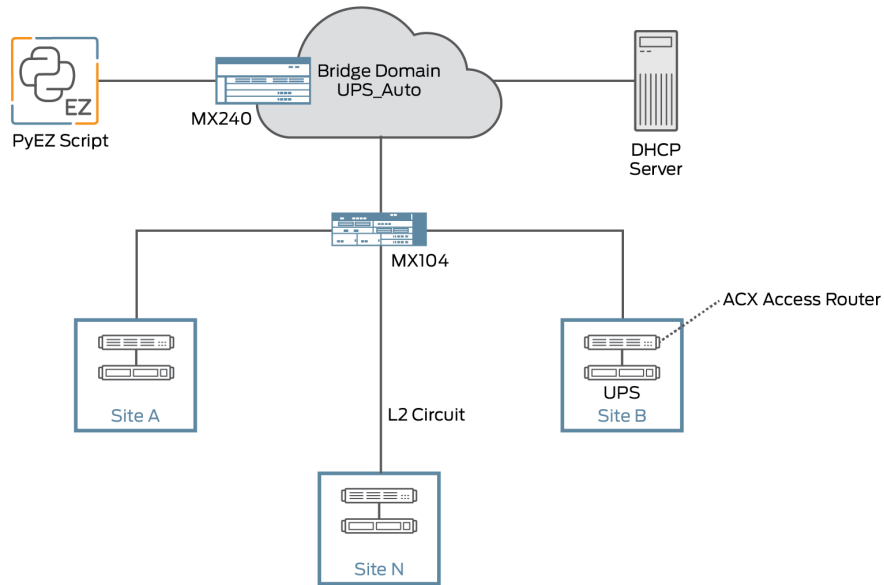 EZ
PyEZ Script
MX240
Bridge Domain
UPS_Auto
DHCP
Server
MX104
ACX Access Router
Site A
L2 Circuit
UPS
Site B
Site N